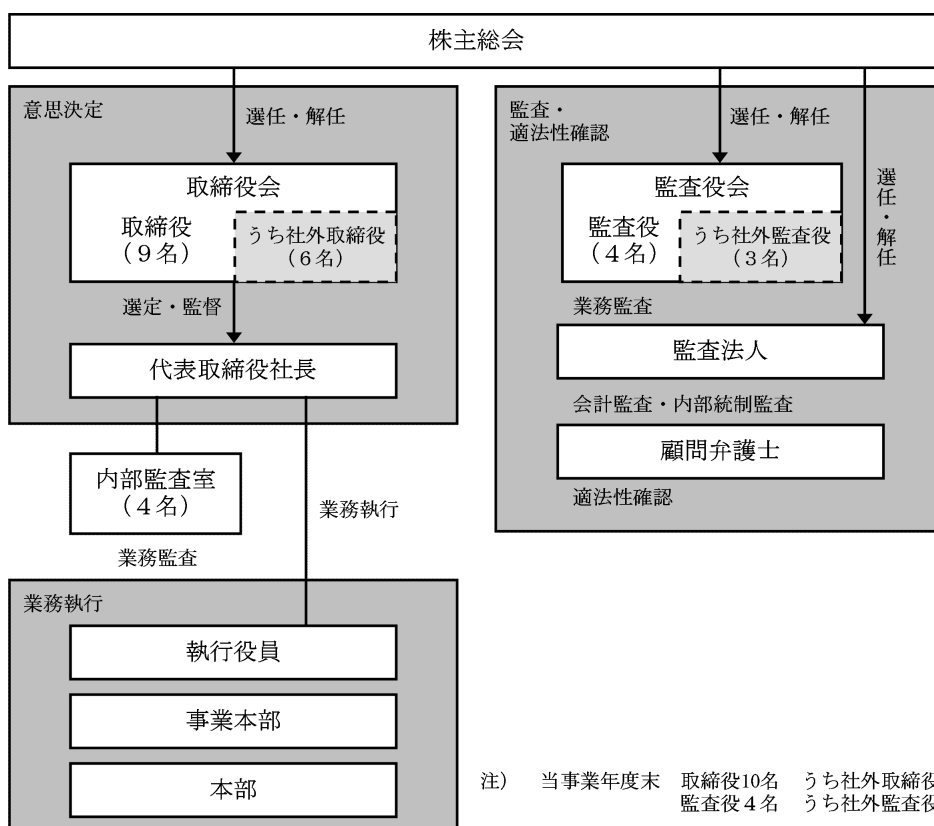 株主総会
意思決定
選任・解任
取締役会
取締役
（９名）
うち社外取締役
（６名）
選定・監督
代表取締役社長
内部監査室
（４名）
業務監査
業務執行
業務執行
執行役員
事業本部
本部
監査・
適法性確認
選任・解任
選任・解任
監査役会
監査役
（４名）
うち社外監査役
（３名）
業務監査
監査法人
会計監査・内部統制監査
顧問弁護士
適法性確認
注）　当事業年度末　取締役10名　うち社外取締役
監査役４名　うち社外監査役